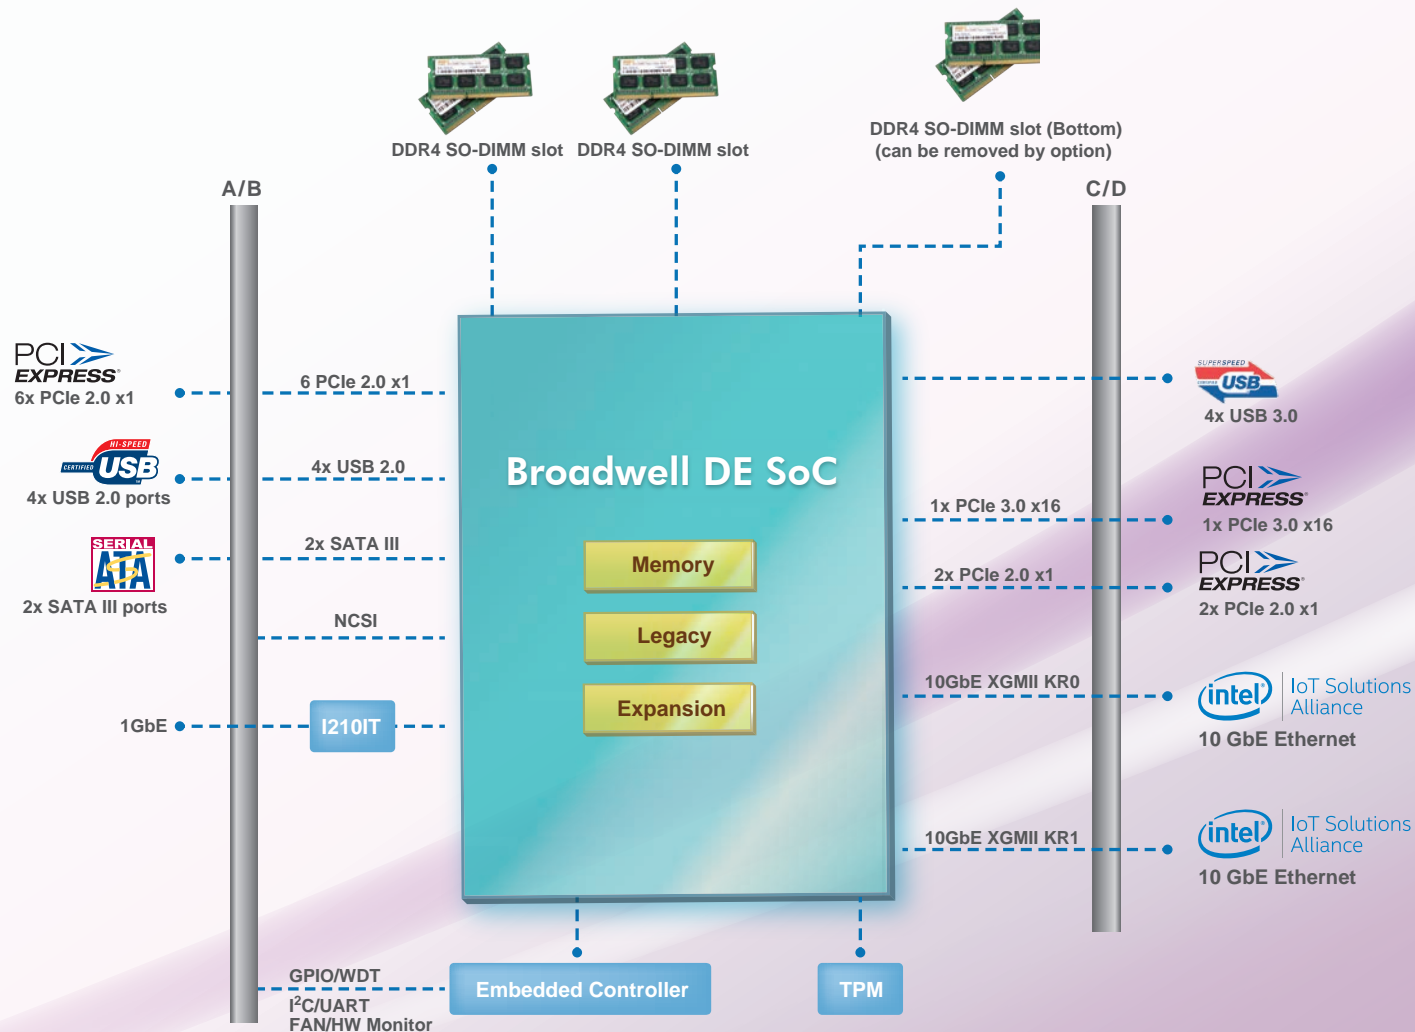 DDR4 SO-DIMM slot
DDR4 SO-DIMM slot
DDR4 SO-DIMM slot (Bottom)
(can be removed by option)
A/B
C/D
PCI
EXPRESS®
6x PCIe 2.0 x1
6 PCIe 2.0 x1
HI-SPEED
CERTIFIED
USB
4x USB 2.0 ports
4x USB 2.0
SERIAL
ATA
2x SATA III ports
2x SATA III
NCSI
1GbE
I210IT
Broadwell DE SoC
Memory
Legacy
Expansion
SUPERSPEED
CERTIFIED
USB
4x USB 3.0
1x PCIe 3.0 x16
PCI
EXPRESS®
1x PCIe 3.0 x16
2x PCIe 2.0 x1
PCI
EXPRESS®
2x PCIe 2.0 x1
10GbE XGMII KR0
intel
IoT Solutions
Alliance
10 GbE Ethernet
10GbE XGMII KR1
intel
IoT Solutions
Alliance
10 GbE Ethernet
GPIO/WDT
I²C/UART
FAN/HW Monitor
Embedded Controller
TPM